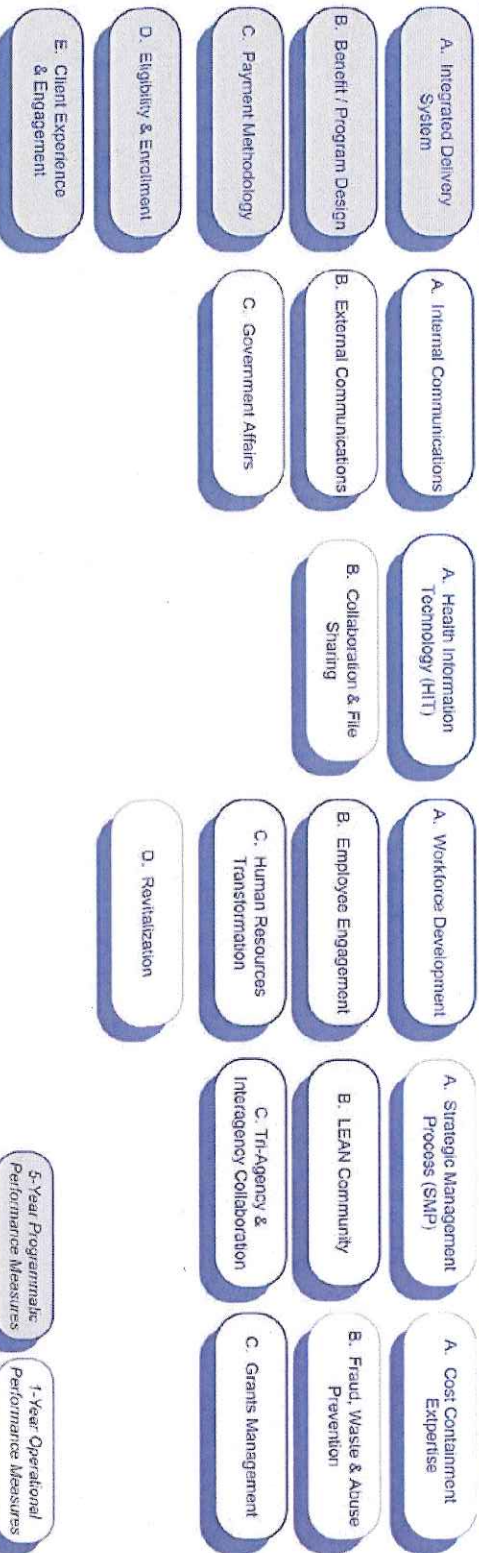 A. Integrated Delivery
System
B. Benefit / Program Design
C. Payment Methodology
D. Eligibility & Enrollment
E. Client Experience
& Engagement
A. Internal Communications
B. External Communications
C. Government Affairs
A. Health Information
Technology (HIT)
B. Collaboration & File
Sharing
A. Workforce Development
B. Employee Engagement
C. Human Resources
Transformation
D. Revitalization
A. Strategic Management
Process (SMP)
B. LEAN Community
C. Tri-Agency &
Interagency Collaboration
A. Cost Containment
Extpertise
B. Fraud, Waste & Abuse
Prevention
C. Grants Management
5-Year Programmatic
Performance Measures
1-Year Operational
Performance Measures